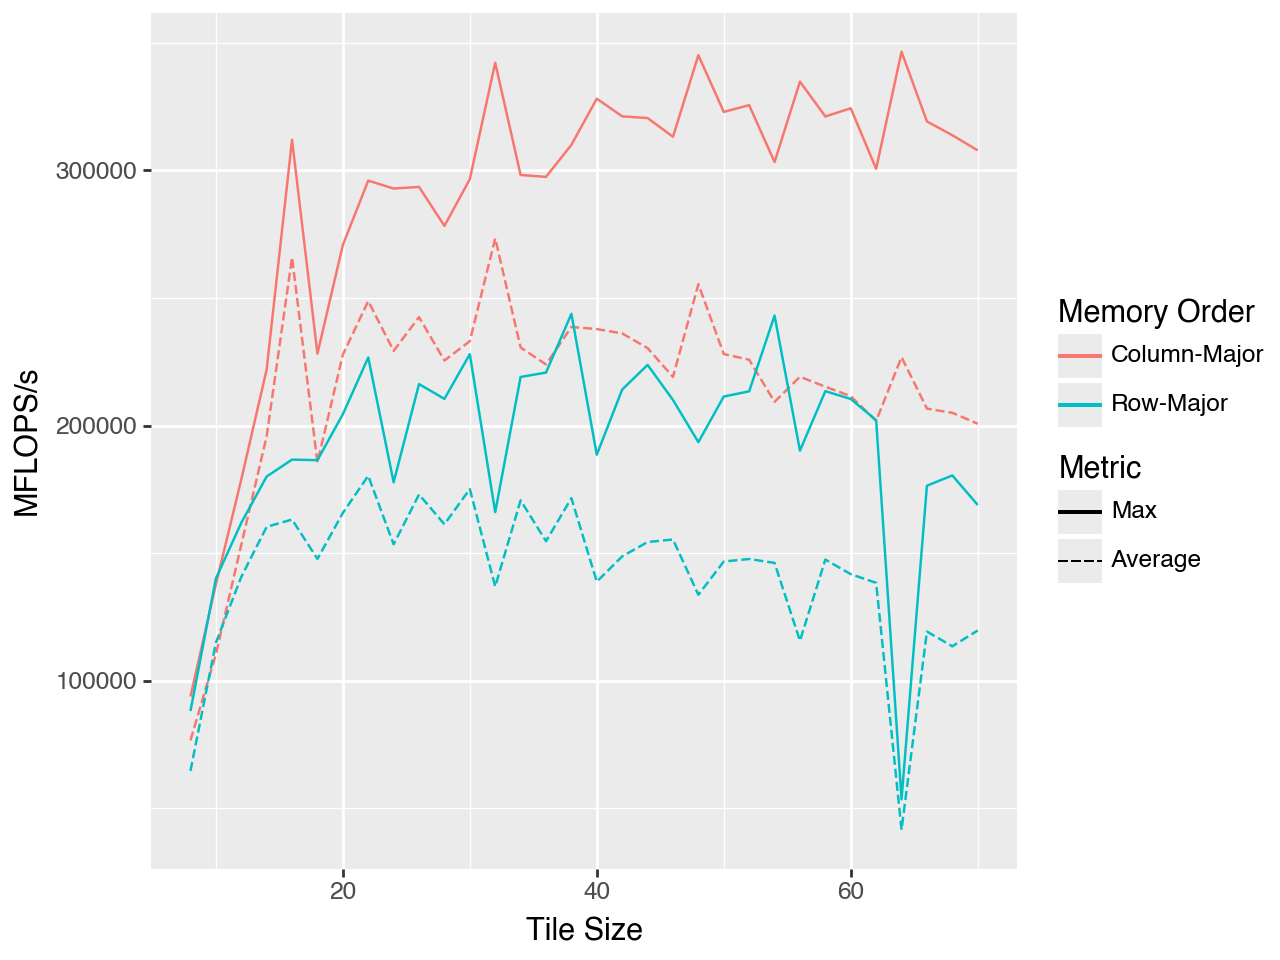 MFLOPS/s
300000
200000
100000
20
40
60
Tile Size
Memory Order
Column-Major
Row-Major
Metric
Max
Average